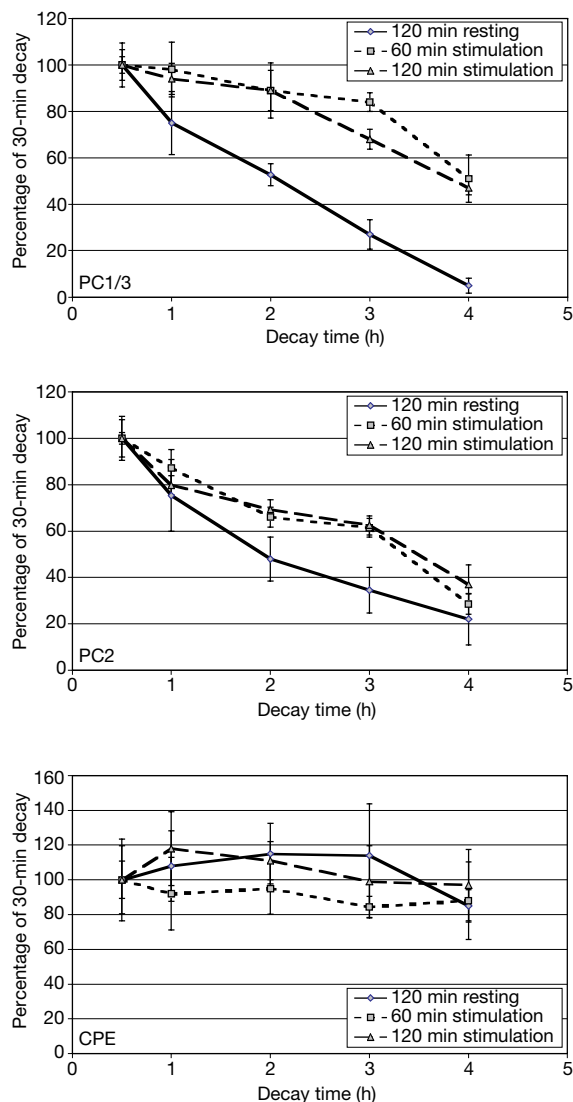 120
100
80
60
40
20
0
Percentage of 30-min decay
120 min resting
60 min stimulation
120 min stimulation
PC1/3
0 1 2 3 4 5
Decay time (h)
120
100
80
60
40
20
0
Percentage of 30-min decay
120 min resting
60 min stimulation
120 min stimulation
PC2
0 1 2 3 4 5
Decay time (h)
160
140
120
100
80
60
40
20
0
Percentage of 30-min decay
120 min resting
60 min stimulation
120 min stimulation
CPE
0 1 2 3 4 5
Decay time (h)